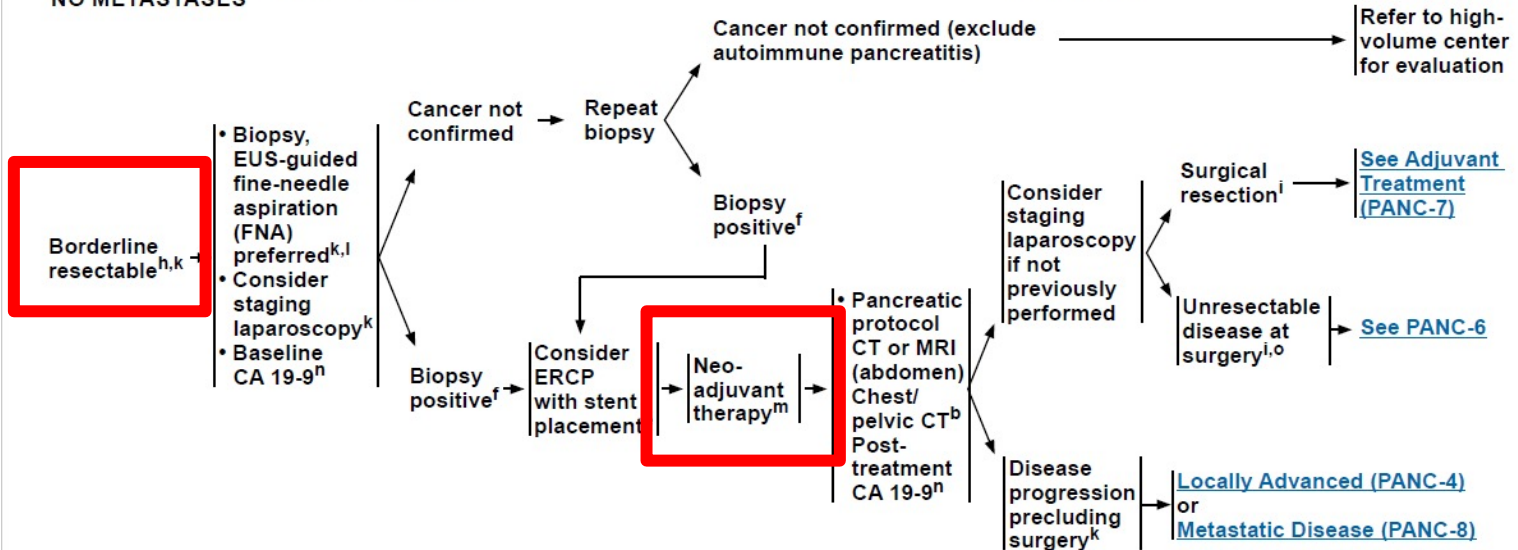 NO METASTASES
Borderline
resectableh,k
• Biopsy,
EUS-guided
fine-needle
aspiration
(FNA)
preferredk,l
• Consider
staging
laparoscopyk
• Baseline
CA 19-9n
Cancer not
confirmed
Repeat
biopsy
Cancer not confirmed (exclude
autoimmune pancreatitis)
Refer to high-
volume center
for evaluation
Biopsy
positivef
Biopsy
positivef
Consider
ERCP
with stent
placement
Neo-
adjuvant
therapym
• Pancreatic
protocol
CT or MRI
(abdomen)
• Chest/
pelvic CTb
• Post-
treatment
CA 19-9n
Consider
staging
laparoscopy
if not
previously
performed
Surgical
resectioni
See Adjuvant
Treatment
(PANC-7)
Unresectable
disease at
surgeryi,o
See PANC-6
Disease
progression
precluding
surgeryk
Locally Advanced (PANC-4)
or
Metastatic Disease (PANC-8)